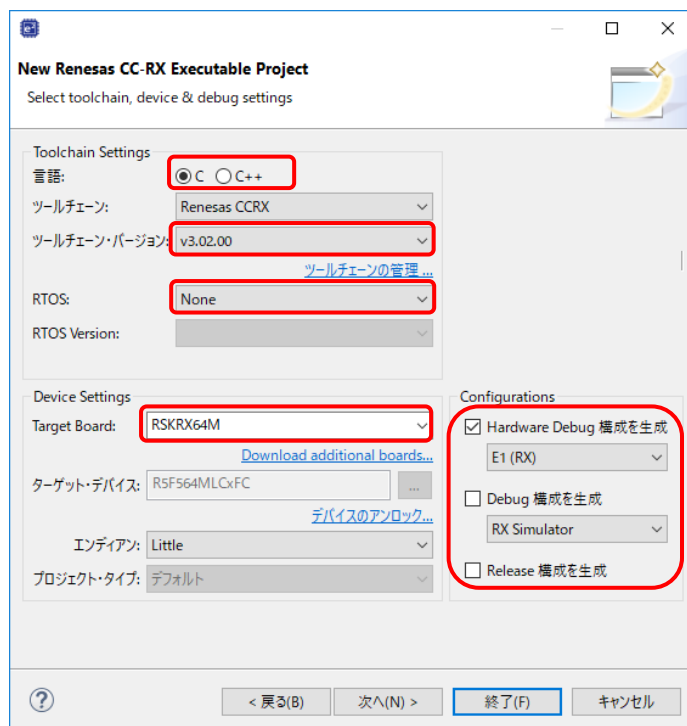 New Renesas CC-RX Executable Project
Select toolchain, device & debug settings
Toolchain Settings
言語: C C++
ツールチェーン: Renesas CCRX
ツールチェーン・バージョン: v3.02.00
ツールチェーンの管理 ...
RTOS: None
RTOS Version:
Device Settings
Target Board: RSKRX64M
Download additional boards...
ターゲット・デバイス: R5F564MLCxFC ...
デバイスのアンロック...
エンディアン: Little
プロジェクト・タイプ: デフォルト
Configurations
Hardware Debug 構成を生成
E1 (RX)
Debug 構成を生成
RX Simulator
Release 構成を生成
? < 戻る(B) 次へ(N) > 終了(F) キャンセル